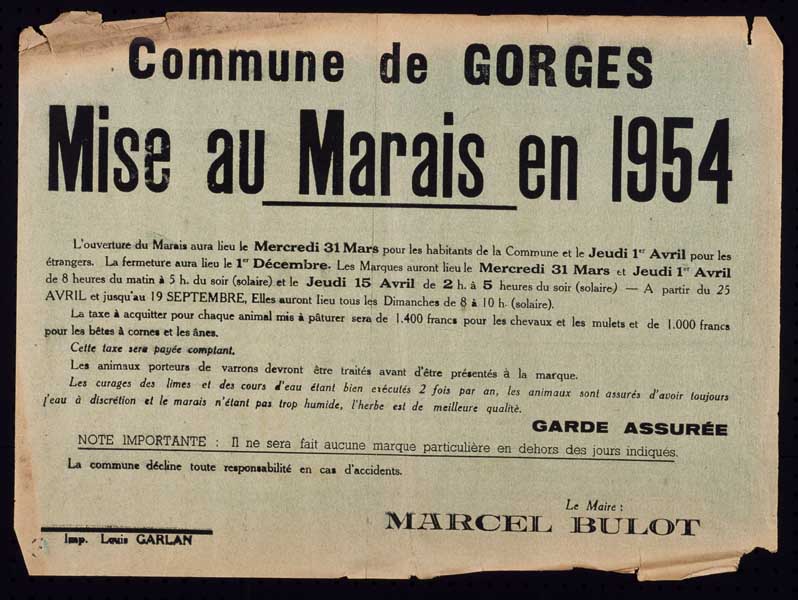 Commune de GORGES
Mise au Marais en 1954
L'ouverture du Marais aura lieu le Mercredi 31 Mars pour les habitants de la Commune et le Jeudi 1er Avril pour les
étrangers. La fermeture aura lieu le 1er Décembre. Les Marques auront lieu le Mercredi 31 Mars et Jeudi 1er Avril
de 8 heures du matin à 5 h. du soir (solaire) et le Jeudi 15 Avril de 2 h. à 5 heures du soir (solaire) — A partir du 25
AVRIL et jusqu'au 19 SEPTEMBRE, Elles auront lieu tous les Dimanches de 8 à 10 h. (solaire).
La taxe à acquitter pour chaque animal mis à pâturer sera de 1.400 francs pour les chevaux et les mulets et de 1.000 francs
pour les bêtes à cornes et les ânes.
Cette taxe sera payée comptant.
Les animaux porteurs de varrons devront être traités avant d'être présentés à la marque.
Les curages des limes et des cours d'eau étant bien exécutés 2 fois par an, les animaux sont assurés d'avoir toujours
l'eau à discrétion et le marais n'étant pas trop humide, l'herbe est de meilleure qualité.
GARDE ASSURÉE
NOTE IMPORTANTE : Il ne sera fait aucune marque particulière en dehors des jours indiqués.
La commune décline toute responsabilité en cas d'accidents.
Le Maire :
MARCEL BULOT
Imp. Louis GARLAN